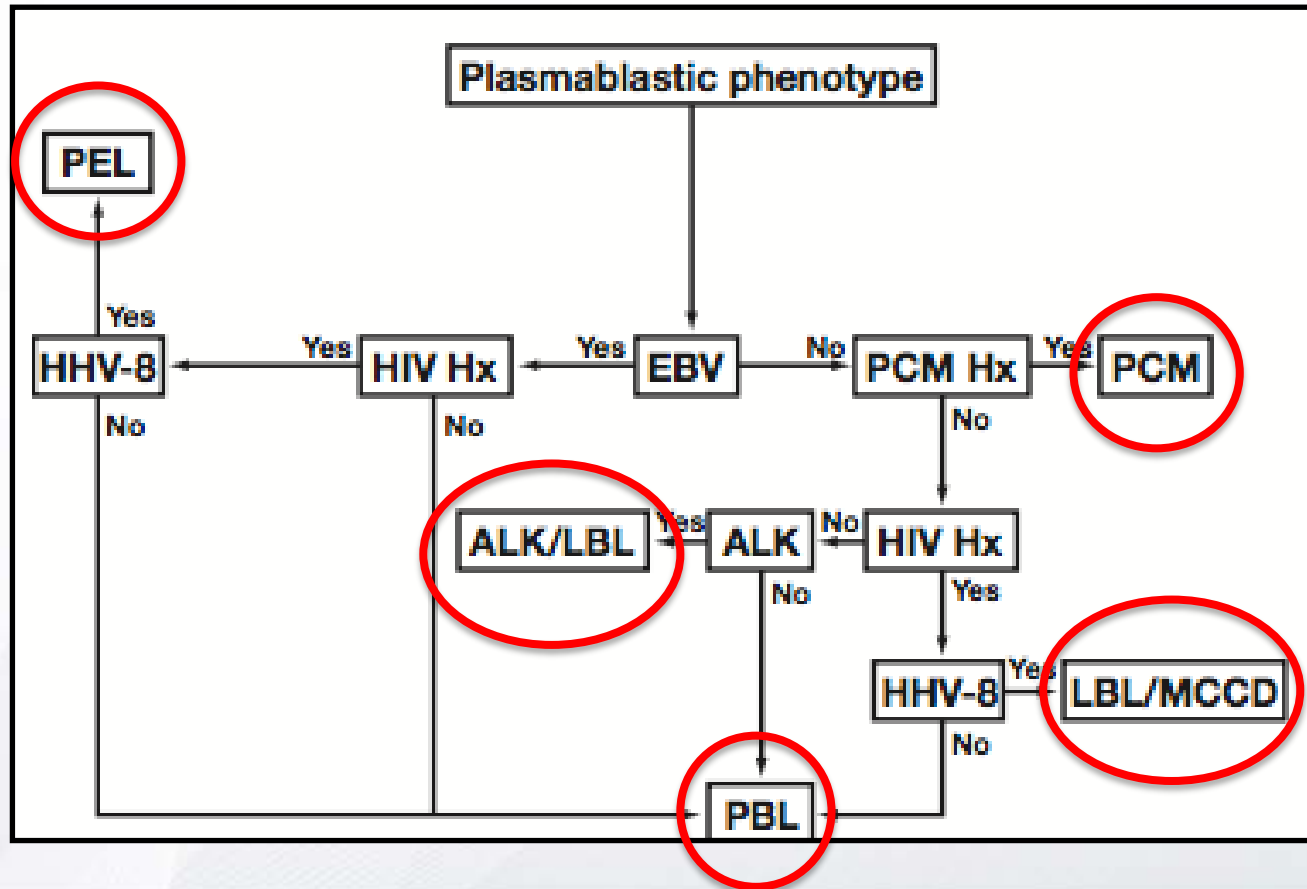 Plasmablastic phenotype
PEL
Yes
HHV-8
Yes
HIV Hx
Yes
EBV
No
PCM Hx
Yes
PCM
No
No
No
ALK/LBL
Yes
ALK
No
HIV Hx
No
Yes
HHV-8
Yes
LBL/MCCD
No
PBL